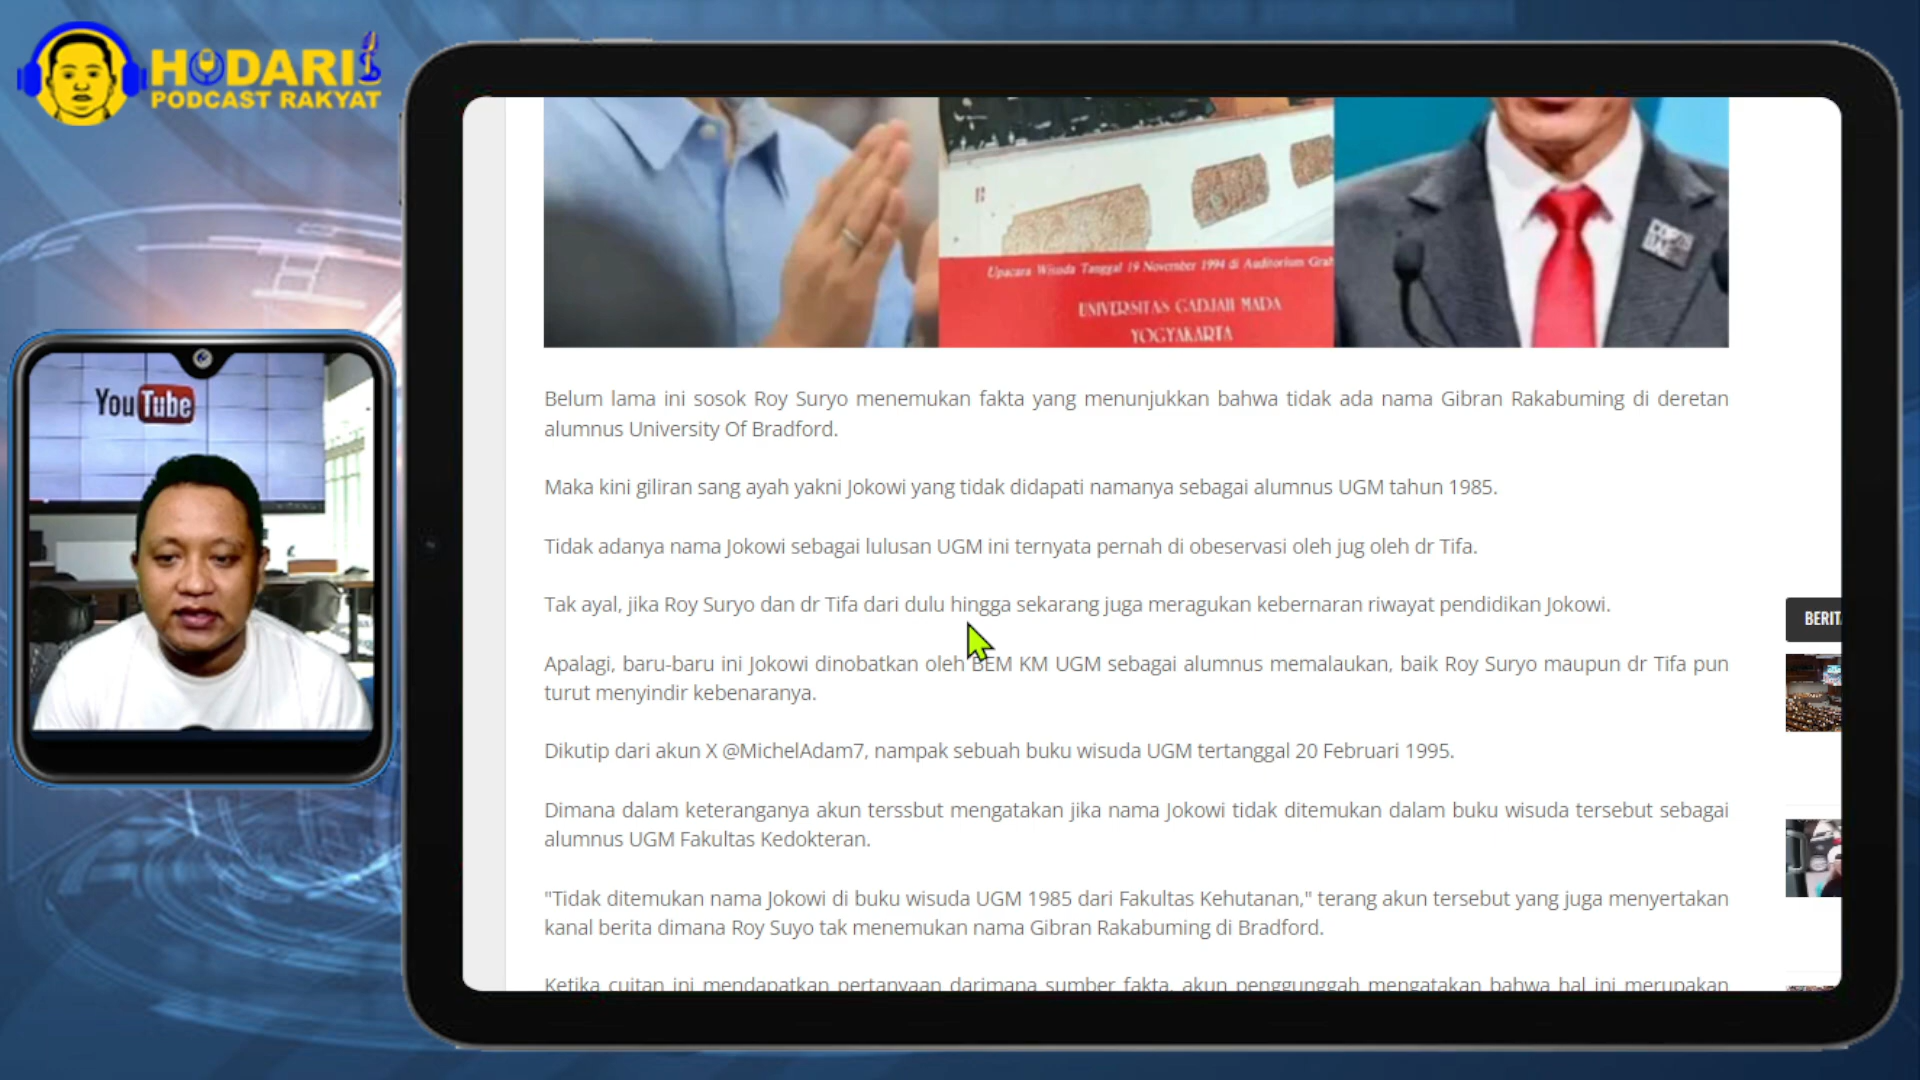 HODARI
PODCAST RAKYAT
YouTube
Upacara Wisuda Tanggal 19 November 1994 di Auditorium Grah
UNIVERSITAS GADJAH MADA
YOGYAKARTA
Belum lama ini sosok Roy Suryo menemukan fakta yang menunjukkan bahwa tidak ada nama Gibran Rakabuming di deretan
alumnus University Of Bradford.
Maka kini giliran sang ayah yakni Jokowi yang tidak didapati namanya sebagai alumnus UGM tahun 1985.
Tidak adanya nama Jokowi sebagai lulusan UGM ini ternyata pernah di obeservasi oleh jug oleh dr Tifa.
Tak ayal, jika Roy Suryo dan dr Tifa dari dulu hingga sekarang juga meragukan kebernaran riwayat pendidikan Jokowi.
Apalagi, baru-baru ini Jokowi dinobatkan oleh BEM KM UGM sebagai alumnus memalaukan, baik Roy Suryo maupun dr Tifa pun
turut menyindir kebenaranya.
Dikutip dari akun X @MichelAdam7, nampak sebuah buku wisuda UGM tertanggal 20 Februari 1995.
Dimana dalam keteranganya akun terssbut mengatakan jika nama Jokowi tidak ditemukan dalam buku wisuda tersebut sebagai
alumnus UGM Fakultas Kedokteran.
"Tidak ditemukan nama Jokowi di buku wisuda UGM 1985 dari Fakultas Kehutanan," terang akun tersebut yang juga menyertakan
kanal berita dimana Roy Suyo tak menemukan nama Gibran Rakabuming di Bradford.
Ketika cuitan ini mendapatkan pertanyaan darimana sumber fakta, akun penggunggah mengatakan bahwa hal ini merupakan
BERIT